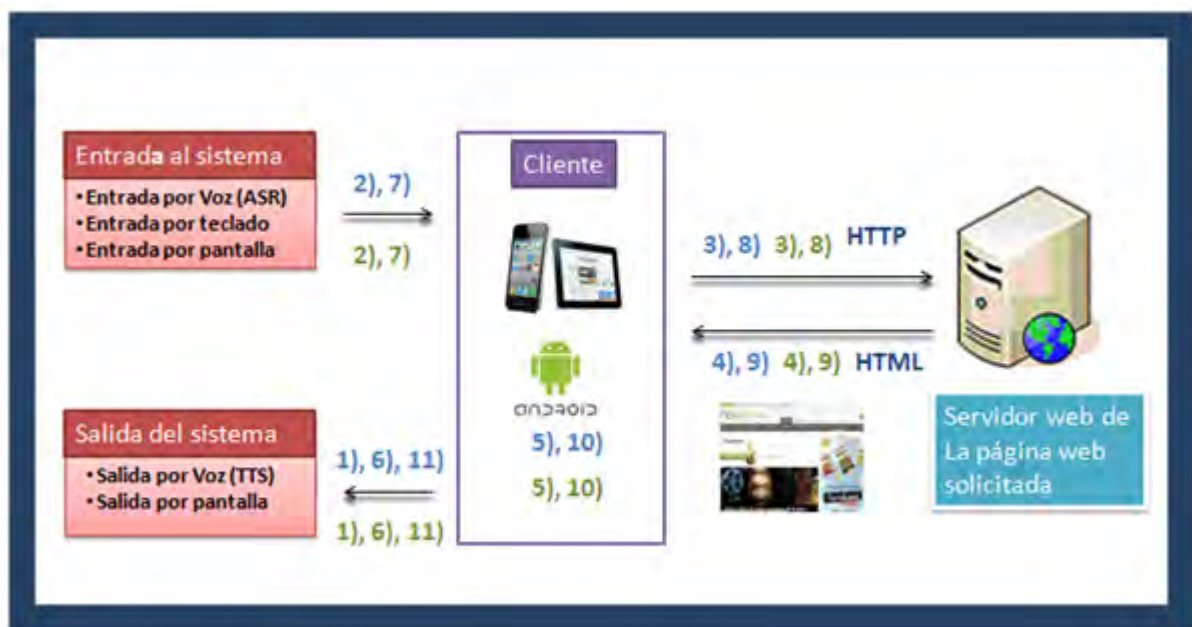 Entrada al sistema
•Entrada por Voz (ASR)
•Entrada por teclado
•Entrada por pantalla
2), 7)
2), 7)
Cliente
ANDROID
5), 10)
5), 10)
3), 8) 3), 8) HTTP
4), 9) 4), 9) HTML
Servidor web de
La página web
solicitada
Salida del sistema
•Salida por Voz (TTS)
•Salida por pantalla
1), 6), 11)
1), 6), 11)